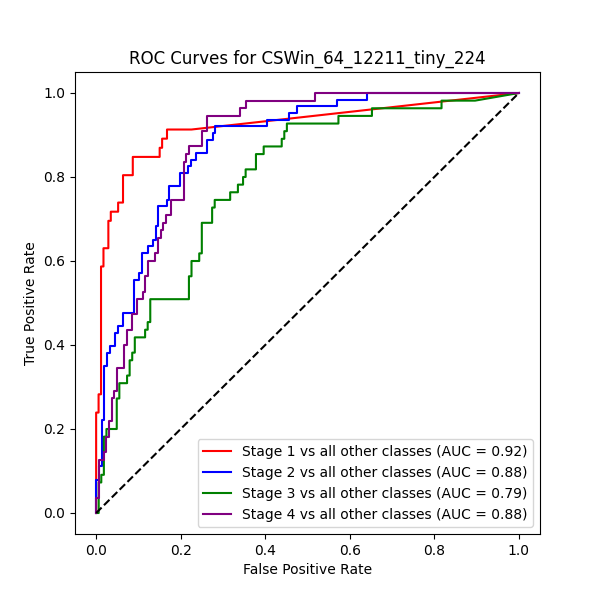 ROC Curves for CSWin_64_12211_tiny_224
True Positive Rate
1.0
0.8
0.6
0.4
0.2
0.0
Stage 1 vs all other classes (AUC = 0.92)
Stage 2 vs all other classes (AUC = 0.88)
Stage 3 vs all other classes (AUC = 0.79)
Stage 4 vs all other classes (AUC = 0.88)
0.0 0.2 0.4 0.6 0.8 1.0
False Positive Rate